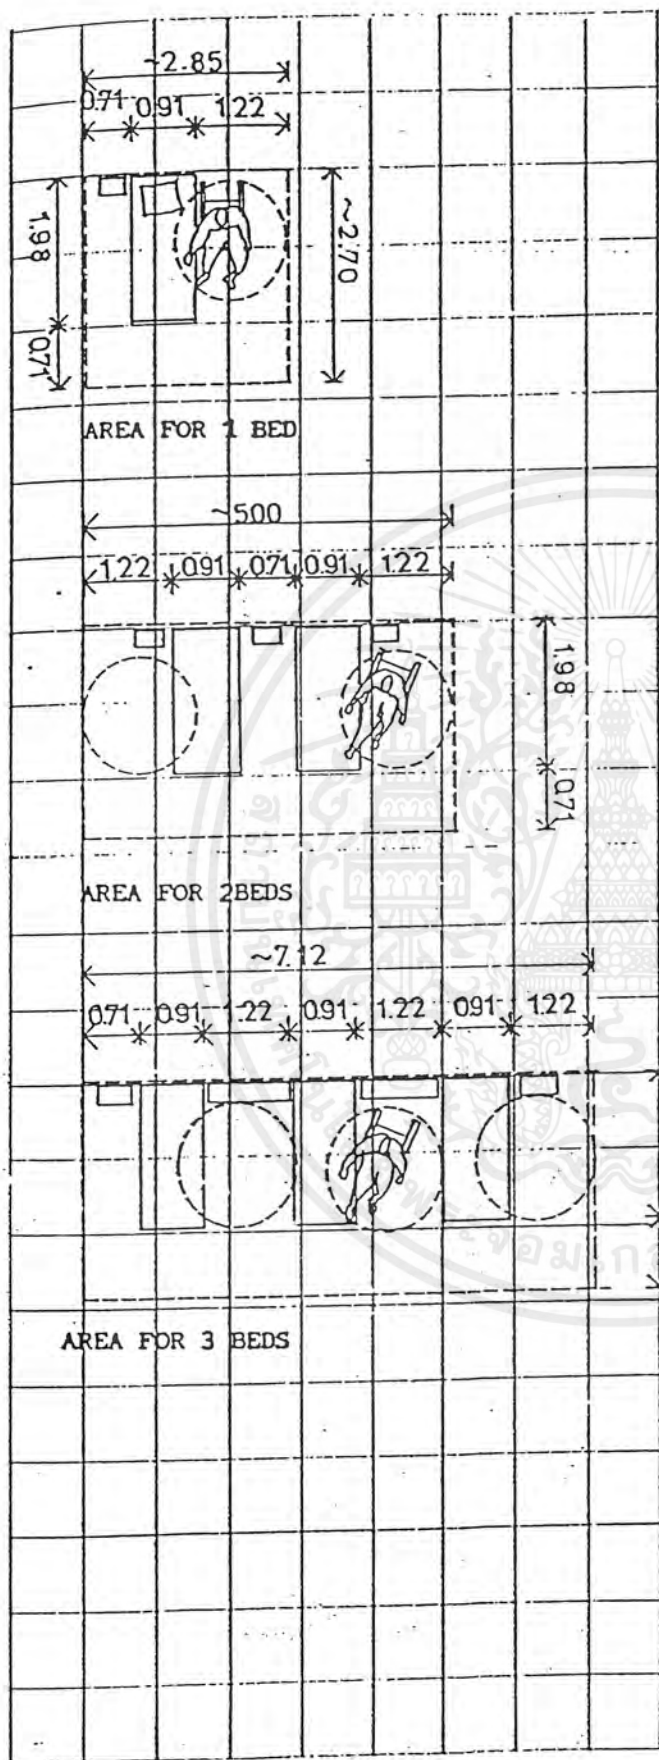 ~2.85
0.71 0.91 1.22
1.98
0.71
~2.70
AREA FOR 1 BED
~500
1.22 0.91 0.71 0.91 1.22
1.98
0.71
AREA FOR 2BEDS
~7.12
0.71 0.91 1.22 0.91 1.22 0.91 1.22
AREA FOR 3 BEDS